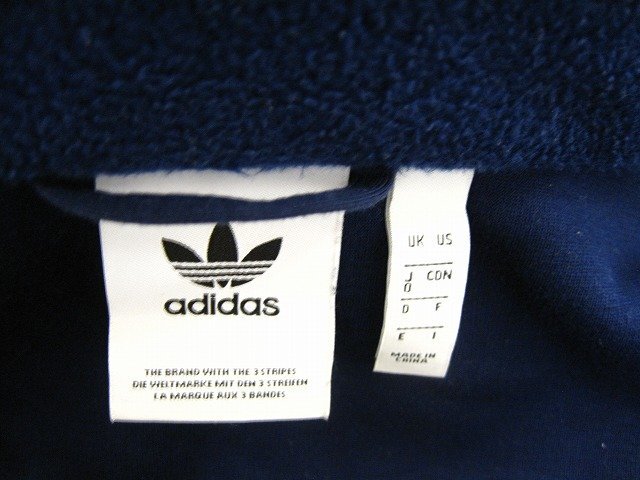 adidas
THE BRAND WITH THE 3 STRIPES
DIE WELTMARKE MIT DEN 3 STREIFEN
LA MARQUE AUX 3 BANDES
UK US
J CDN
O
D F
E I
MADE IN
CHINA